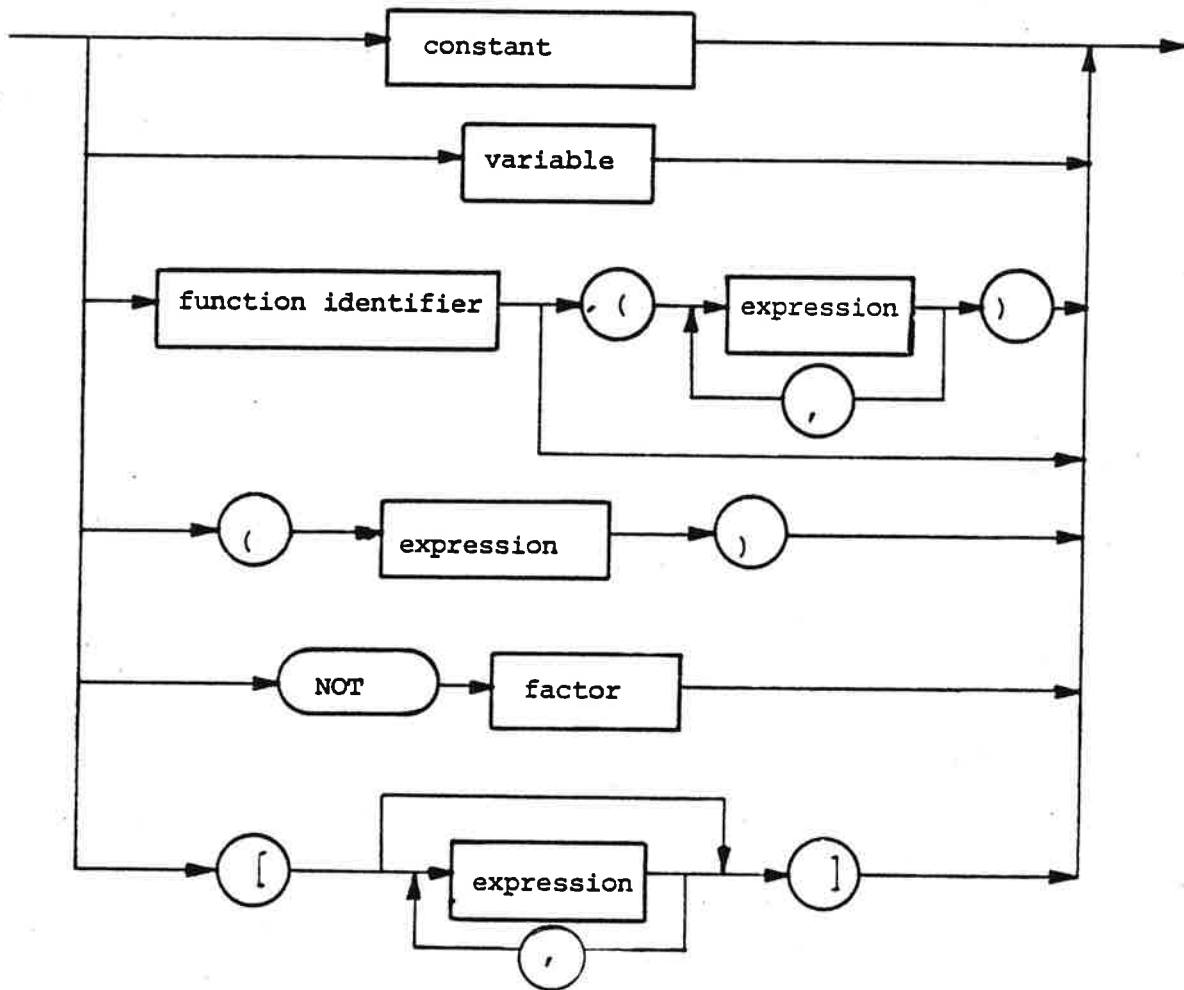 constant
variable
function identifier
(
expression
)
,
(
expression
)
NOT
factor
[
expression
]
,